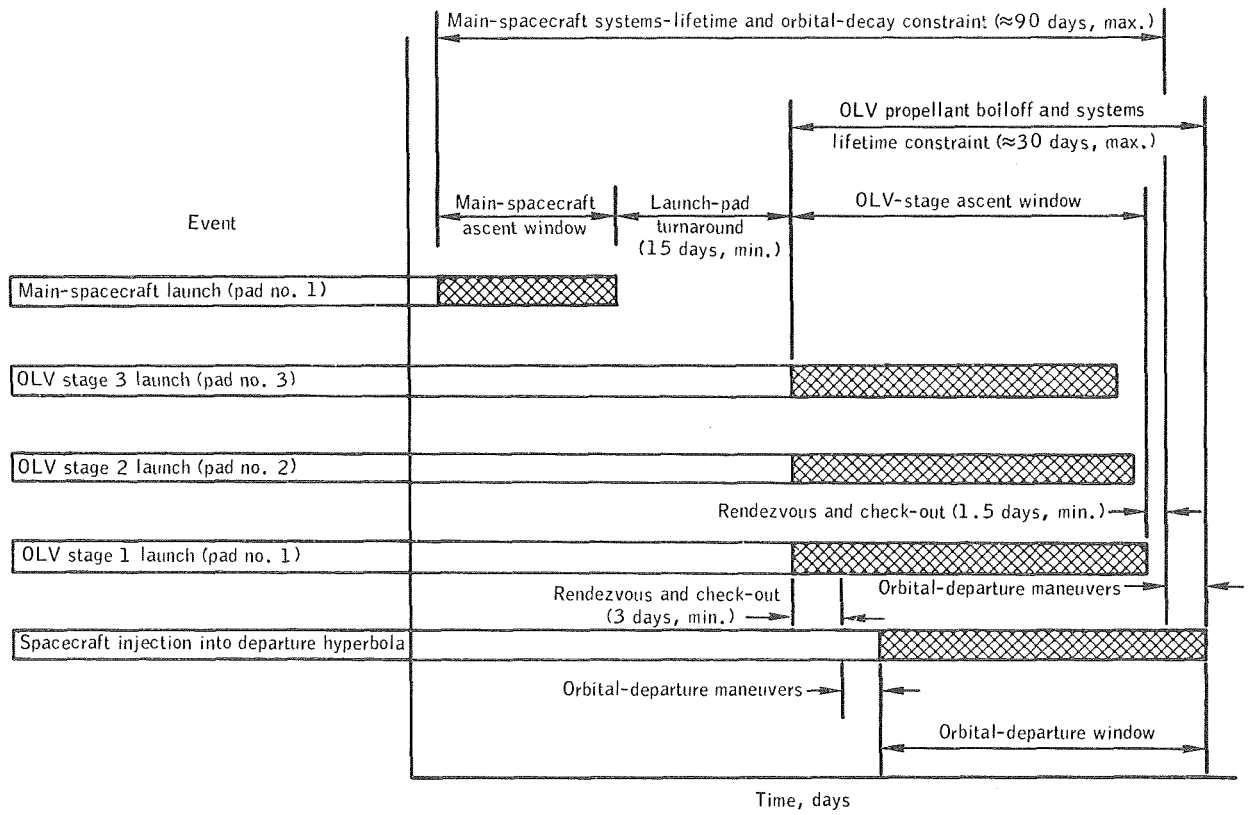 Main-spacecraft systems-lifetime and orbital-decay constraint (≈90 days, max.)
OLV propellant boiloff and systems
lifetime constraint (≈30 days, max.)
Event
Main-spacecraft
ascent window
Launch-pad
turnaround
(15 days, min.)
OLV-stage ascent window
Main-spacecraft launch (pad no. 1)
OLV stage 3 launch (pad no. 3)
OLV stage 2 launch (pad no. 2)
Rendezvous and check-out (1.5 days, min.)
OLV stage 1 launch (pad no. 1)
Rendezvous and check-out
(3 days, min.)
Orbital-departure maneuvers
Spacecraft injection into departure hyperbola
Orbital-departure maneuvers
Orbital-departure window
Time, days